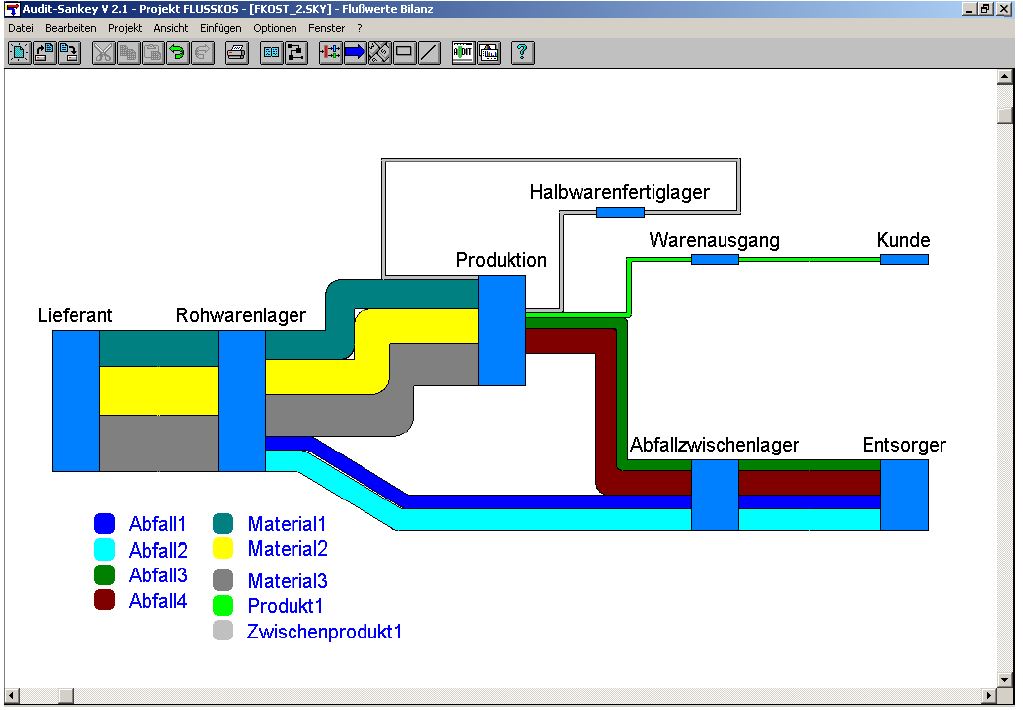 Audit-Sankey V 2.1 - Projekt FLUSSKOS - [FKOST_2.SKY] - Flußwerte Bilanz
Datei Bearbeiten Projekt Ansicht Einfügen Optionen Fenster ?
Halbwarenfertiglager
Warenausgang Kunde
Produktion
Lieferant Rohwarenlager
Abfallzwischenlager Entsorger
Abfall1 Material1
Abfall2 Material2
Abfall3 Material3
Abfall4 Produkt1
Zwischenprodukt1